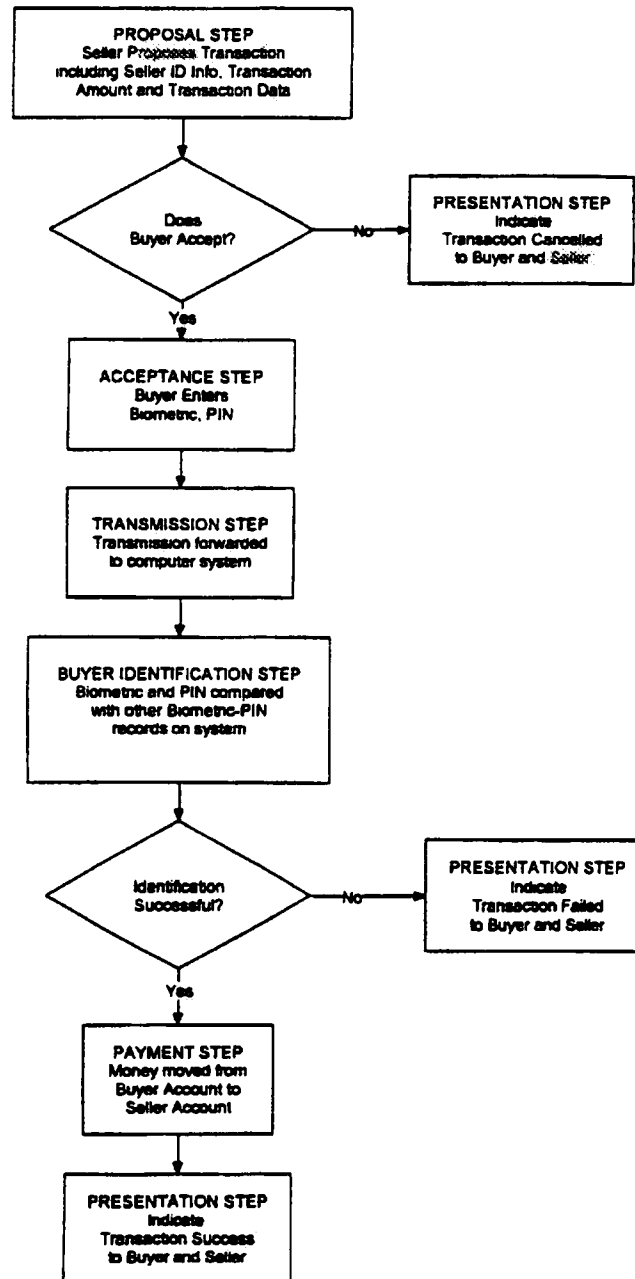 PROPOSAL STEP
Seller Proposes Transaction
including Seller ID Info, Transaction
Amount and Transaction Data
Does
Buyer Accept?
No
PRESENTATION STEP
Indicate
Transaction Cancelled
to Buyer and Seller
Yes
ACCEPTANCE STEP
Buyer Enters
Biometric, PIN
TRANSMISSION STEP
Transmission forwarded
to computer system
BUYER IDENTIFICATION STEP
Biometric and PIN compared
with other Biometric-PIN
records on system
Identification
Successful?
No
PRESENTATION STEP
Indicate
Transaction Failed
to Buyer and Seller
Yes
PAYMENT STEP
Money moved from
Buyer Account to
Seller Account
PRESENTATION STEP
Indicate
Transaction Success
to Buyer and Seller